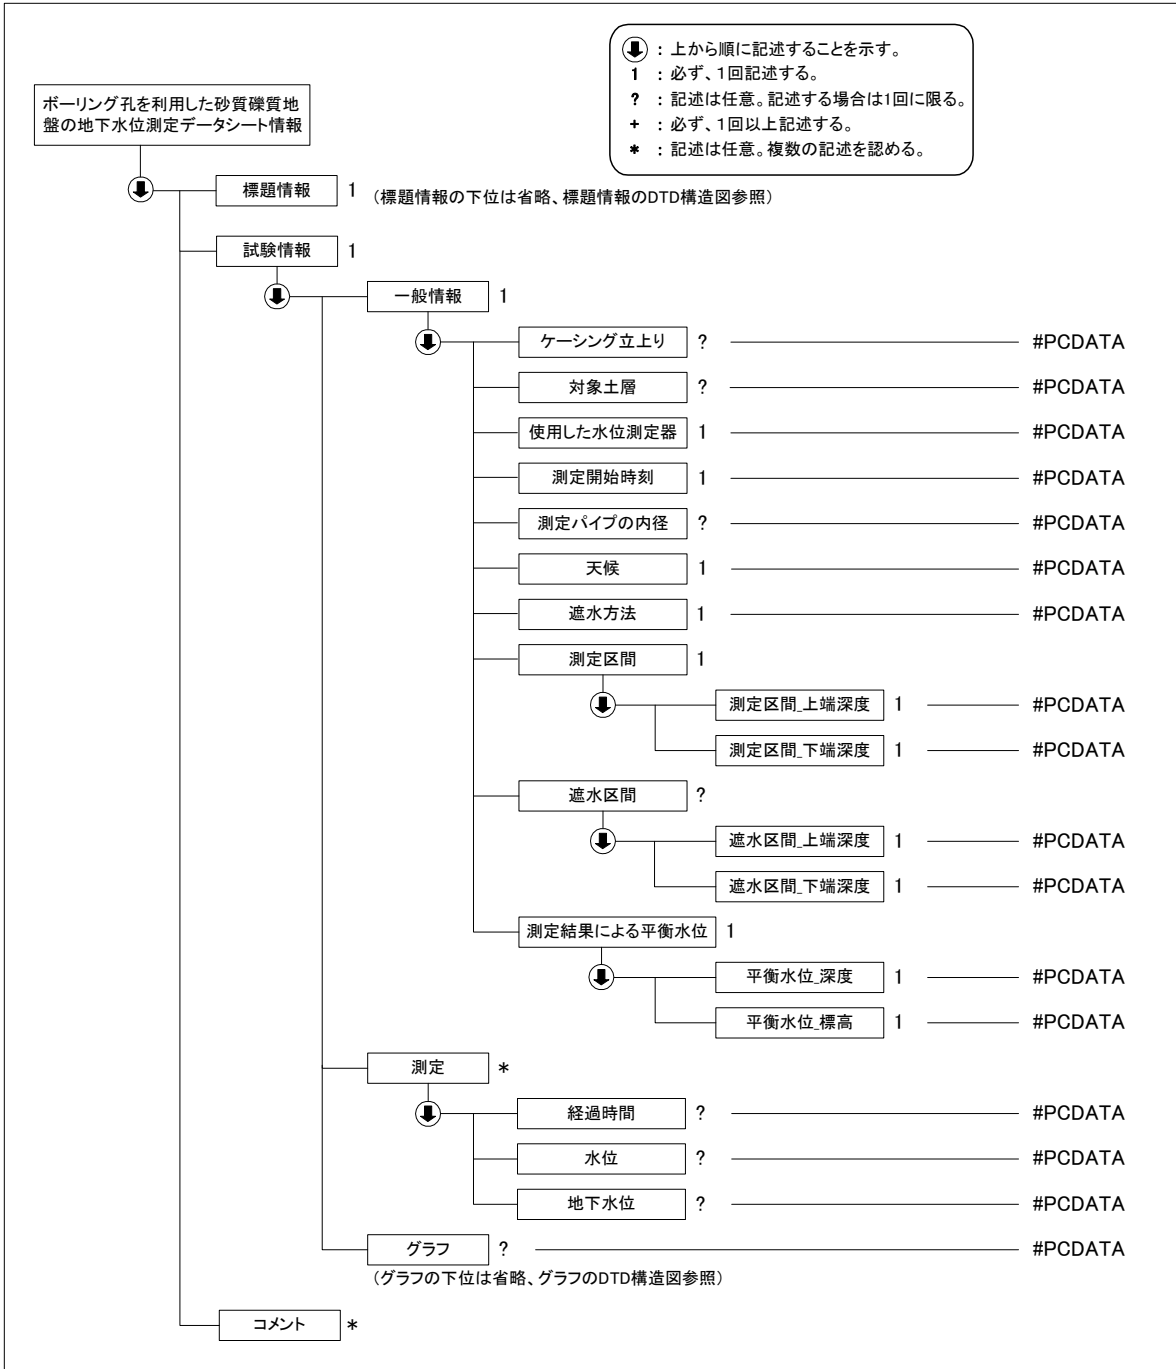 ：上から順に記述することを示す。
1 ：必ず、1回記述する。
? ：記述は任意。記述する場合は1回に限る。
+ ：必ず、1回以上記述する。
* ：記述は任意。複数の記述を認める。
ボーリング孔を利用した砂質礫質地
盤の地下水位測定データシート情報
標題情報 1 （標題情報の下位は省略、標題情報のDTD構造図参照）
試験情報 1
一般情報 1
ケーシング立上り ? #PCDATA
対象土層 ? #PCDATA
使用した水位測定器 1 #PCDATA
測定開始時刻 1 #PCDATA
測定パイプの内径 ? #PCDATA
天候 1 #PCDATA
遮水方法 1 #PCDATA
測定区間 1
測定区間_上端深度 1 #PCDATA
測定区間_下端深度 1 #PCDATA
遮水区間 ?
遮水区間_上端深度 1 #PCDATA
遮水区間_下端深度 1 #PCDATA
測定結果による平衡水位 1
平衡水位_深度 1 #PCDATA
平衡水位_標高 1 #PCDATA
測定 *
経過時間 ? #PCDATA
水位 ? #PCDATA
地下水位 ? #PCDATA
グラフ ? #PCDATA
（グラフの下位は省略、グラフのDTD構造図参照）
コメント *